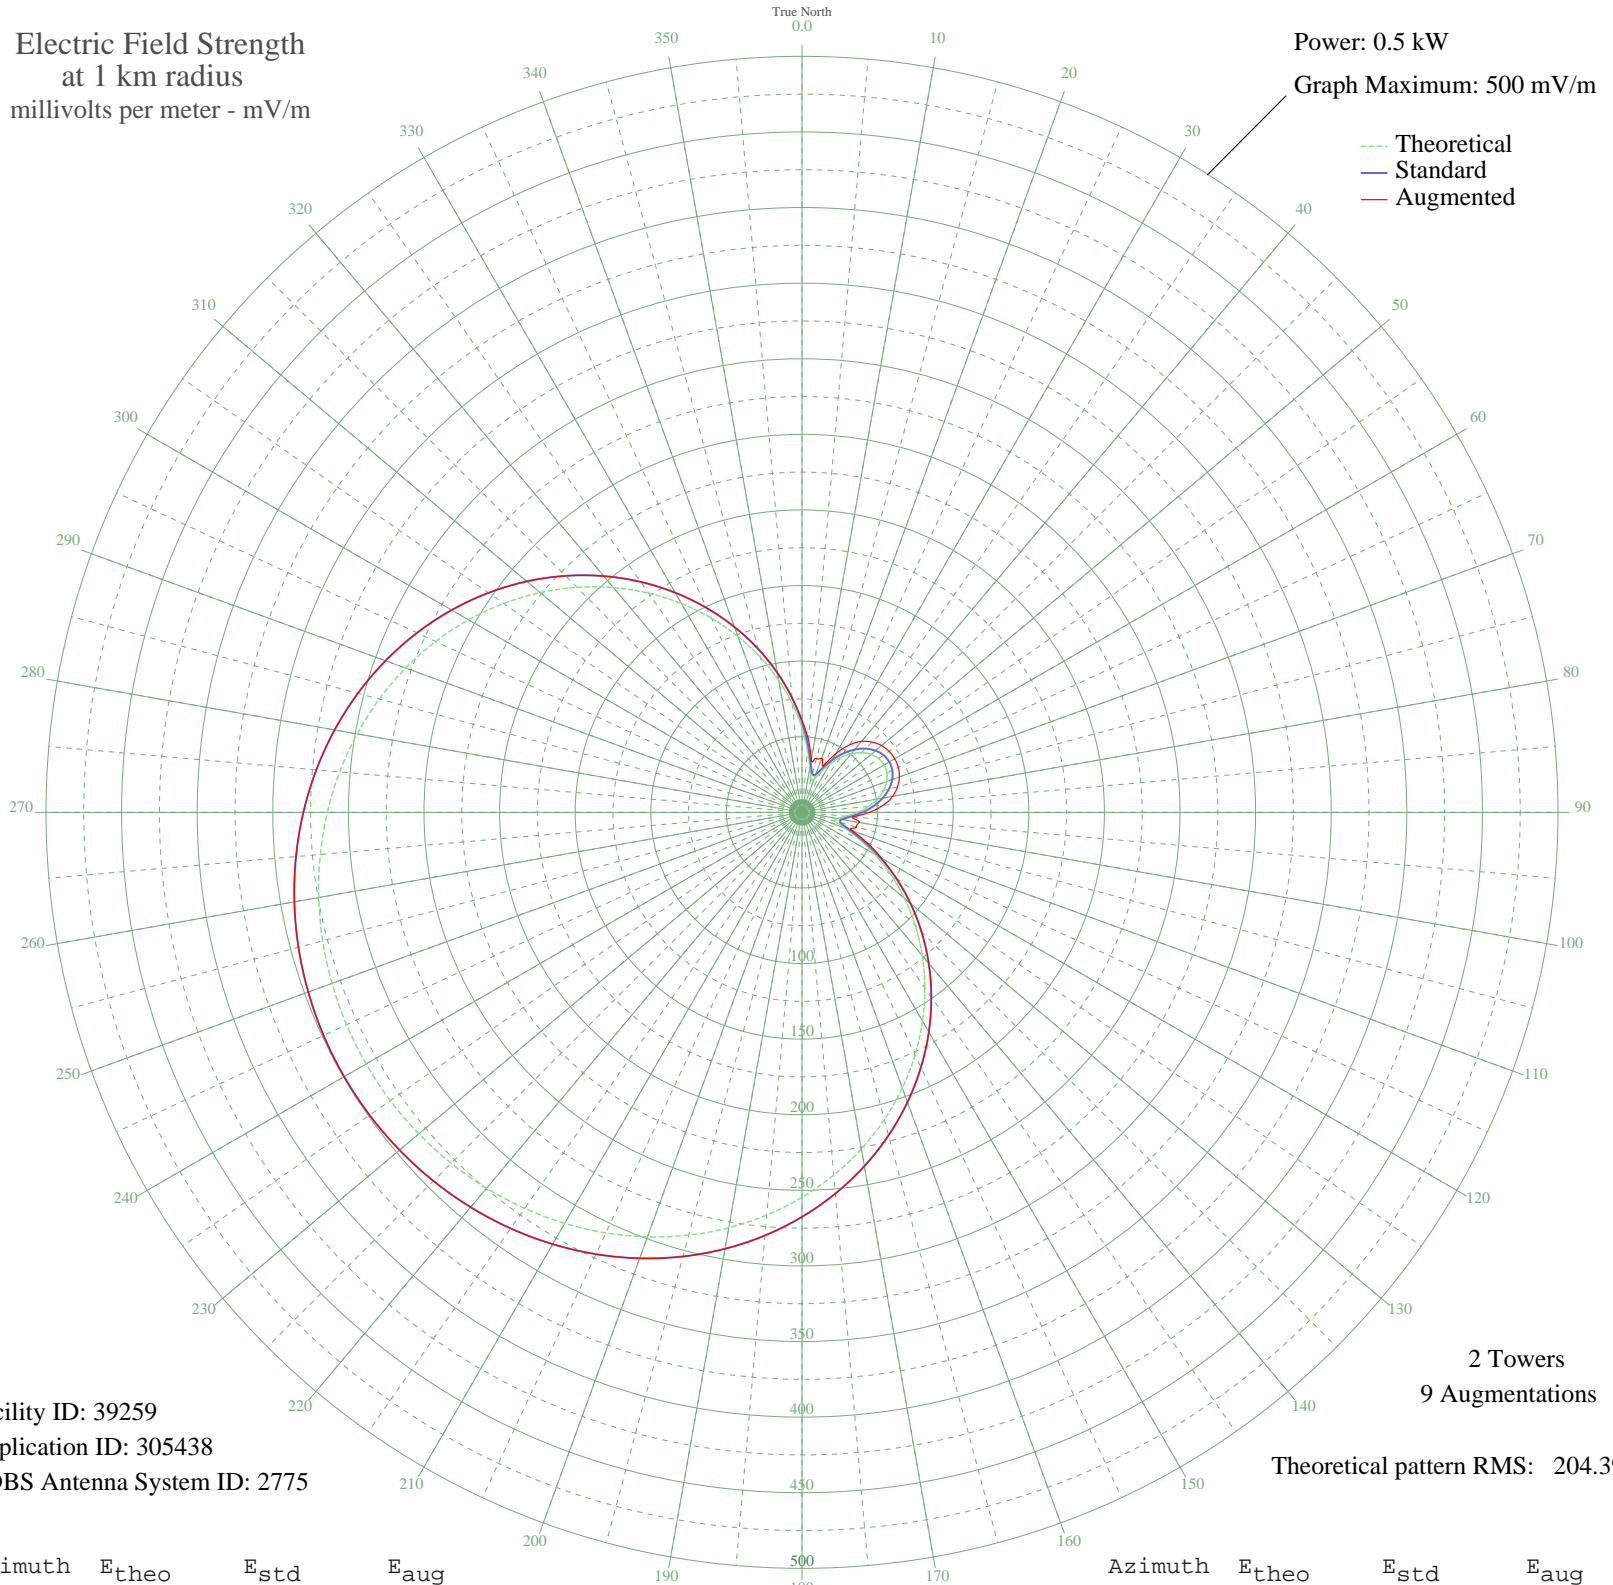 True North
0.0
Electric Field Strength
at 1 km radius
millivolts per meter - mV/m
Power: 0.5 kW
Graph Maximum: 500 mV/m
Theoretical
Standard
Augmented
10
20
30
40
50
60
70
80
90
100
110
120
130
140
150
160
170
190
200
210
220
230
240
250
260
270
280
290
300
310
320
330
340
350
100
150
200
250
300
350
400
450
500
2 Towers
9 Augmentations
Theoretical pattern RMS: 204.39
cility ID: 39259
plication ID: 305438
DBS Antenna System ID: 2775
imuth Etheo Estd Eaug Azimuth Etheo Estd Eaug